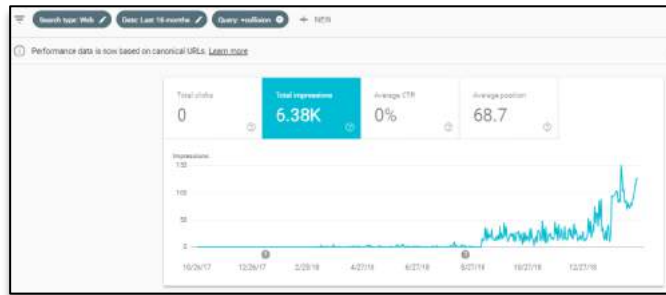 Search type: Web
Date: Last 16 months
Query: +collision
+ NEW
Performance data is now based on canonical URLs. Learn more
Total clicks
0
Total impressions
6.38K
Average CTR
0%
Average position
68.7
Impressions
150
100
50
0
10/26/17 12/26/17 2/25/18 4/27/18 6/27/18 8/27/18 10/27/18 12/27/18